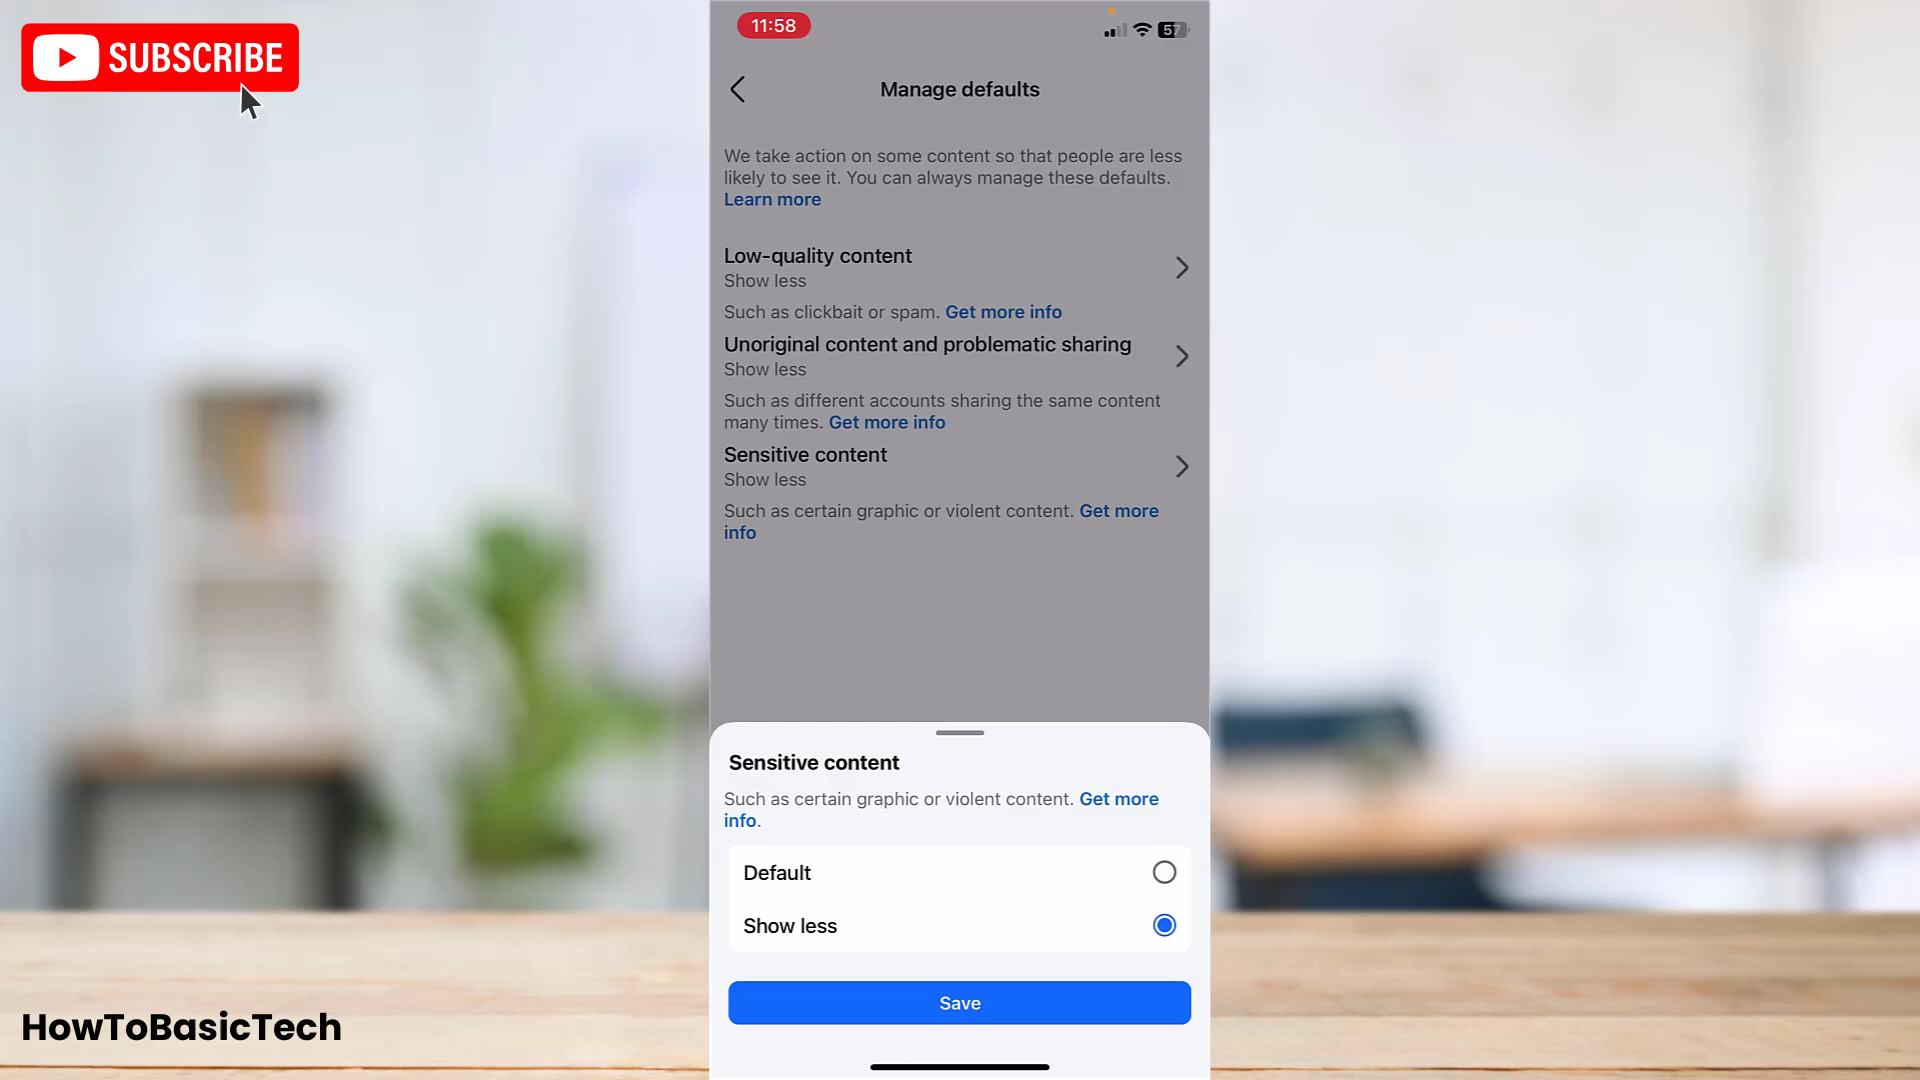 SUBSCRIBE
11:58
57
Manage defaults
We take action on some content so that people are less
likely to see it. You can always manage these defaults.
Learn more
Low-quality content
Show less
Such as clickbait or spam. Get more info
Unoriginal content and problematic sharing
Show less
Such as different accounts sharing the same content
many times. Get more info
Sensitive content
Show less
Such as certain graphic or violent content. Get more
info
Sensitive content
Such as certain graphic or violent content. Get more
info.
Default
Show less
Save
HowToBasicTech